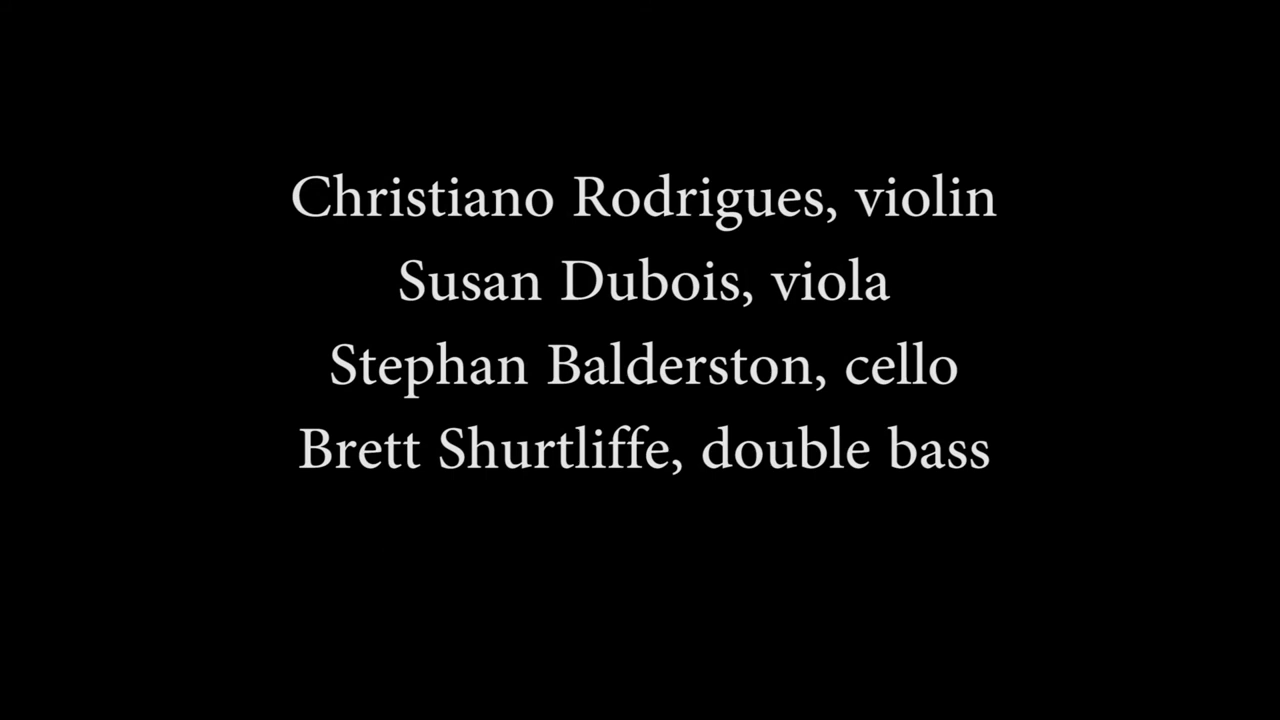 Christiano Rodrigues, violin
Susan Dubois, viola
Stephan Balderston, cello
Brett Shurtliffe, double bass